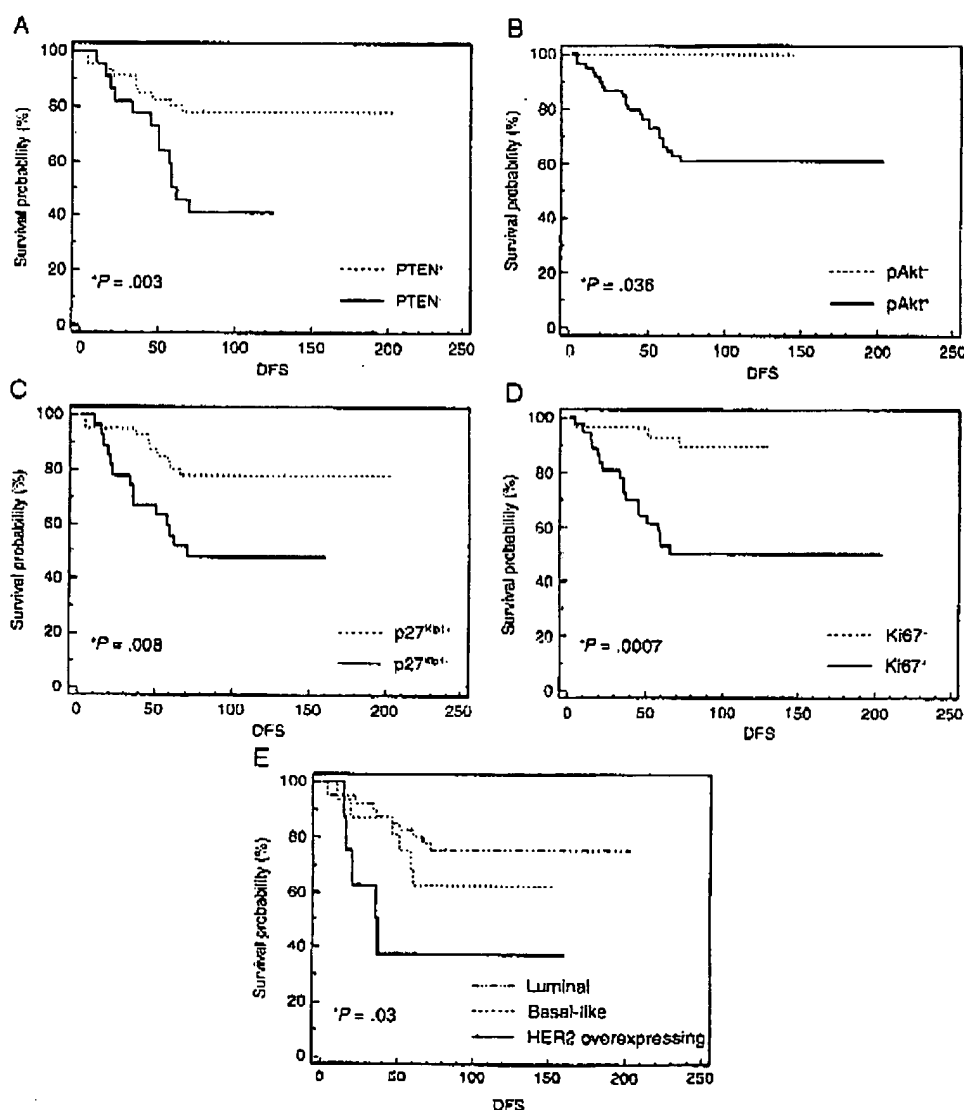 A
Survival probability (%)
100
80
60
40
20
0
*P = .003
PTEN⁺
PTEN⁻
0 50 100 150 200 250
DFS
B
Survival probability (%)
100
80
60
40
20
0
*P = .036
pAkt⁻
pAkt⁺
0 50 100 150 200 250
DFS
C
Survival probability (%)
100
80
60
40
20
0
*P = .008
p27ᴷⁱᵖ¹⁺
p27ᴷⁱᵖ¹⁻
0 50 100 150 200 250
DFS
D
Survival probability (%)
100
80
60
40
20
0
*P = .0007
Ki67⁻
Ki67⁺
0 50 100 150 200 250
DFS
E
Survival probability (%)
100
80
60
40
20
0
*P = .03
Luminal
Basal-like
HER2 overexpressing
0 50 100 150 200 250
DFS